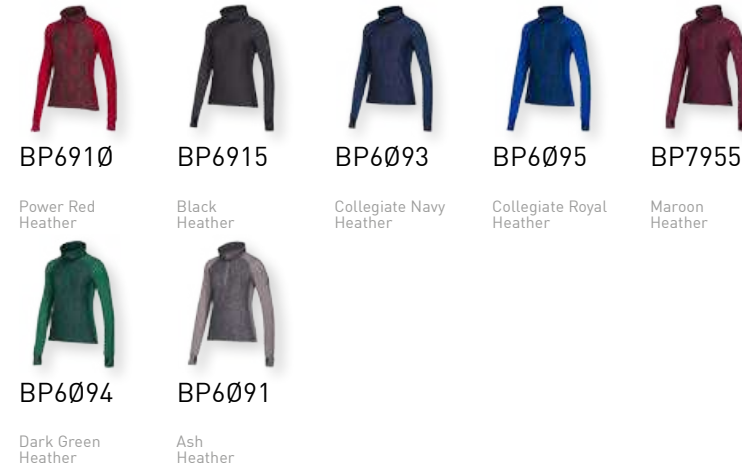 BP691Ø
BP6915
BP6Ø93
BP6Ø95
BP7955
Power Red
Heather
Black
Heather
Collegiate Navy
Heather
Collegiate Royal
Heather
Maroon
Heather
BP6Ø94
BP6Ø91
Dark Green
Heather
Ash
Heather